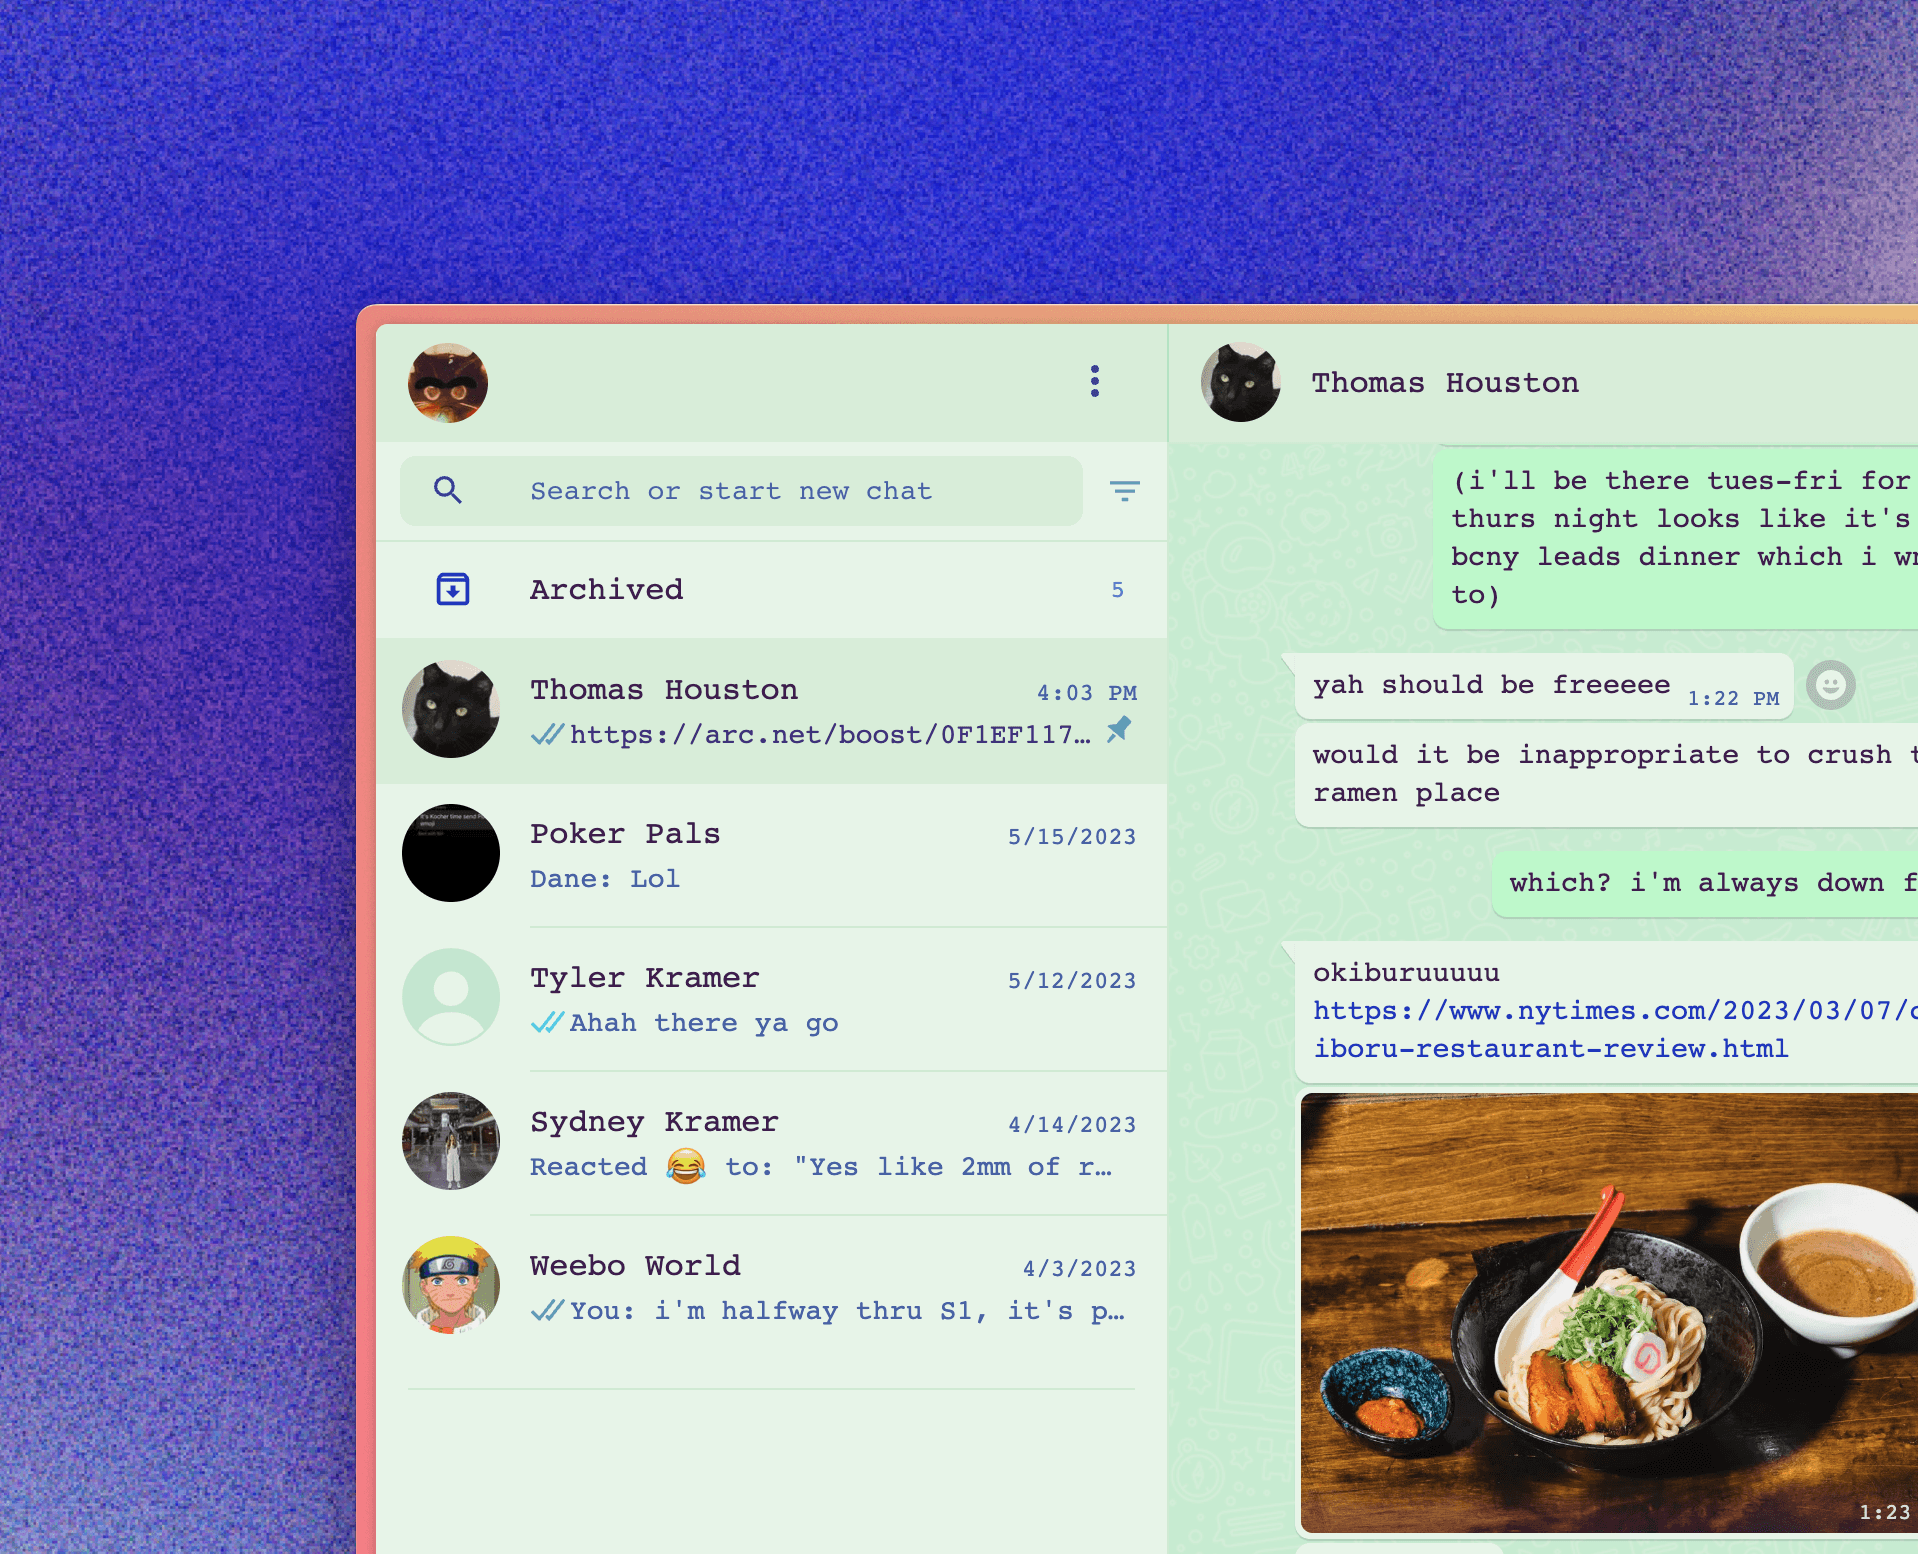 Thomas Houston
Search or start new chat
Archived
5
Thomas Houston
4:03 PM
https://arc.net/boost/0F1EF117…
Poker Pals
5/15/2023
Dane: Lol
Tyler Kramer
5/12/2023
Ahah there ya go
Sydney Kramer
4/14/2023
Reacted 😂 to: "Yes like 2mm of r…
Weebo World
4/3/2023
You: i'm halfway thru S1, it's p…
(i'll be there tues-fri for
thurs night looks like it's
bcny leads dinner which i
to)
yah should be freeeee
1:22 PM
would it be inappropriate to crush
ramen place
which? i'm always down
okiburuuuuu
https://www.nytimes.com/2023/03/07/
iboru-restaurant-review.html
1:23